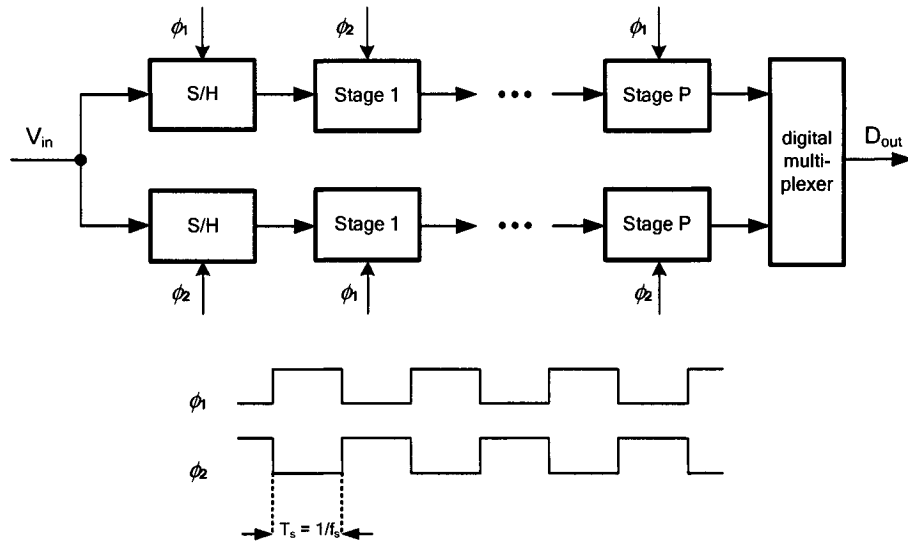 ϕ1 ϕ2 ϕ1
S/H Stage 1 ••• Stage P
Vin
digital multi-plexer
Dout
S/H Stage 1 ••• Stage P
ϕ2 ϕ1 ϕ2
ϕ1
ϕ2
Ts = 1/fs